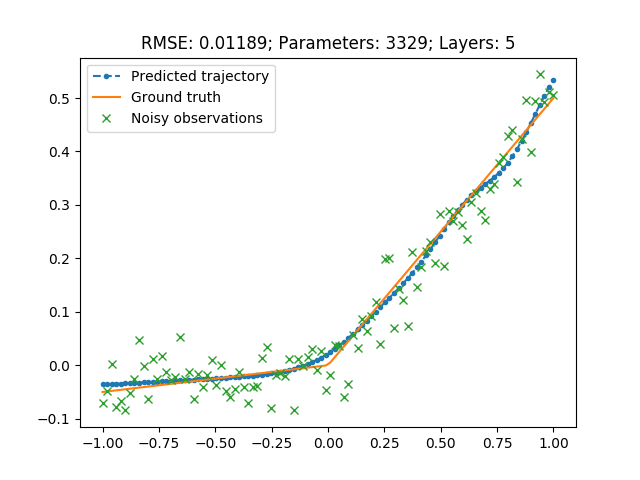 RMSE: 0.01189; Parameters: 3329; Layers: 5
Predicted trajectory
Ground truth
Noisy observations
0.5
0.4
0.3
0.2
0.1
0.0
−0.1
−1.00 −0.75 −0.50 −0.25 0.00 0.25 0.50 0.75 1.00